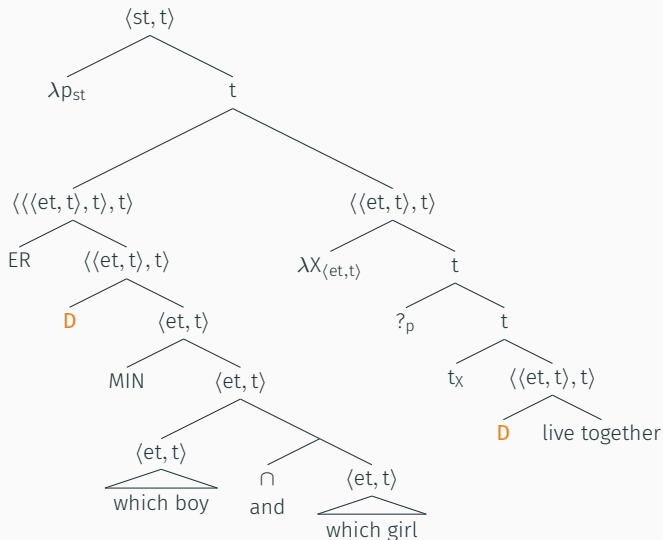 ⟨st, t⟩
λp_st t
⟨⟨⟨et, t⟩, t⟩, t⟩ ⟨⟨et, t⟩, t⟩
ER ⟨⟨et, t⟩, t⟩ λX_⟨et,t⟩ t
D ⟨et, t⟩ ?_p t
MIN ⟨et, t⟩ t_X ⟨⟨et, t⟩, t⟩
D live together
⟨et, t⟩
∩ ⟨et, t⟩
which boy and
which girl